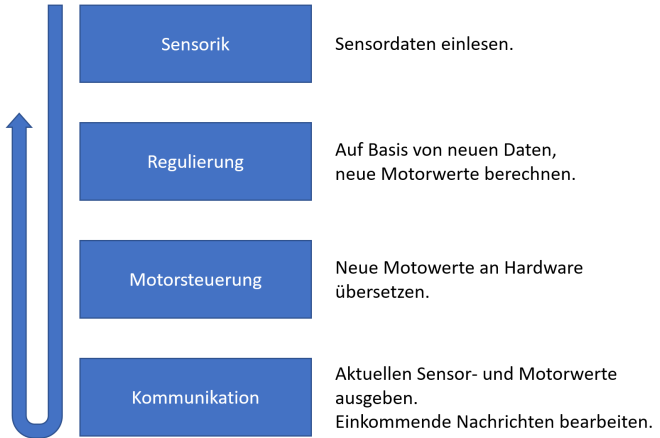 Sensorik
Sensordaten einlesen.
Regulierung
Auf Basis von neuen Daten,
neue Motorwerte berechnen.
Motorsteuerung
Neue Motowerte an Hardware
übersetzen.
Kommunikation
Aktuellen Sensor- und Motorwerte
ausgeben.
Einkommende Nachrichten bearbeiten.